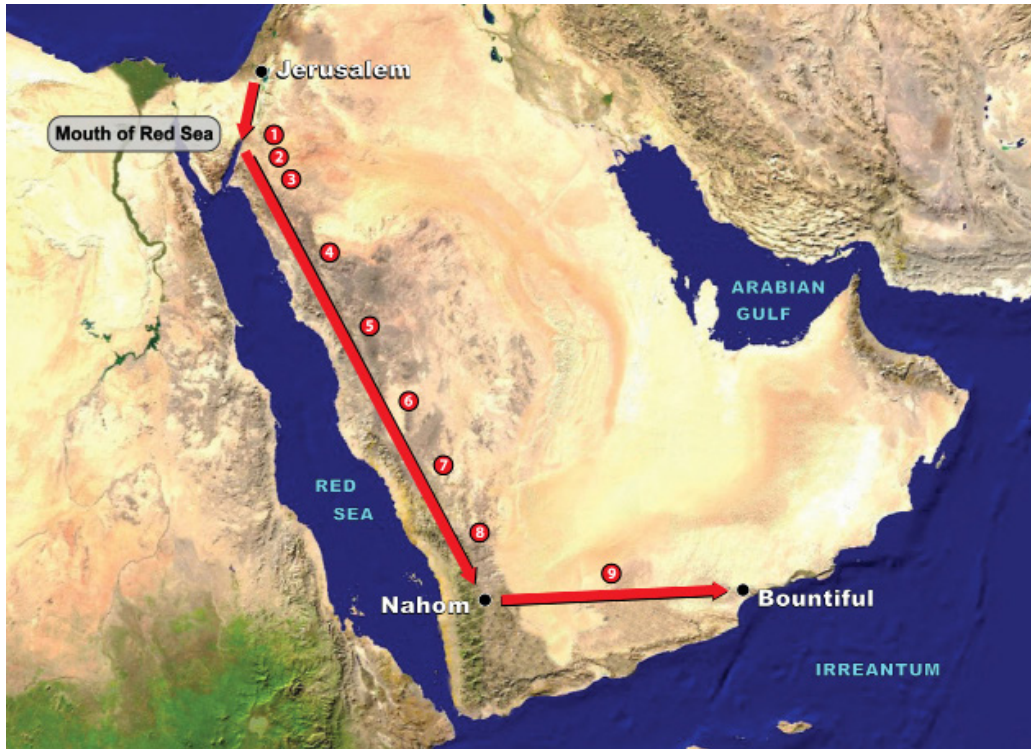 Jerusalem
Mouth of Red Sea
1
2
3
4
5
6
7
8
9
ARABIAN
GULF
RED
SEA
Nahom
Bountiful
IRREANTUM